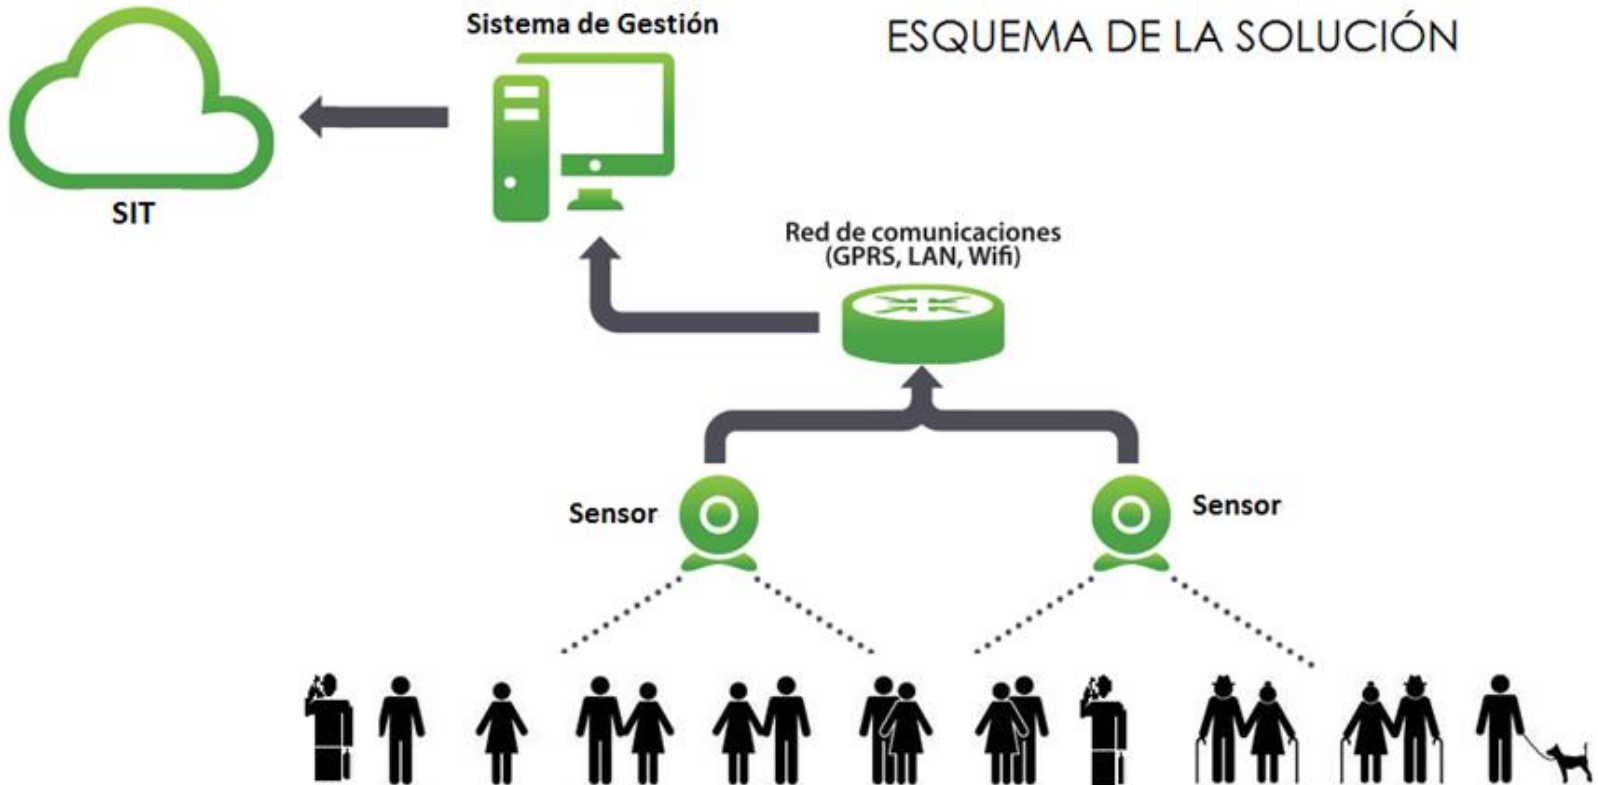 Sistema de Gestión
ESQUEMA DE LA SOLUCIÓN
SIT
Red de comunicaciones
(GPRS, LAN, Wifi)
Sensor
Sensor